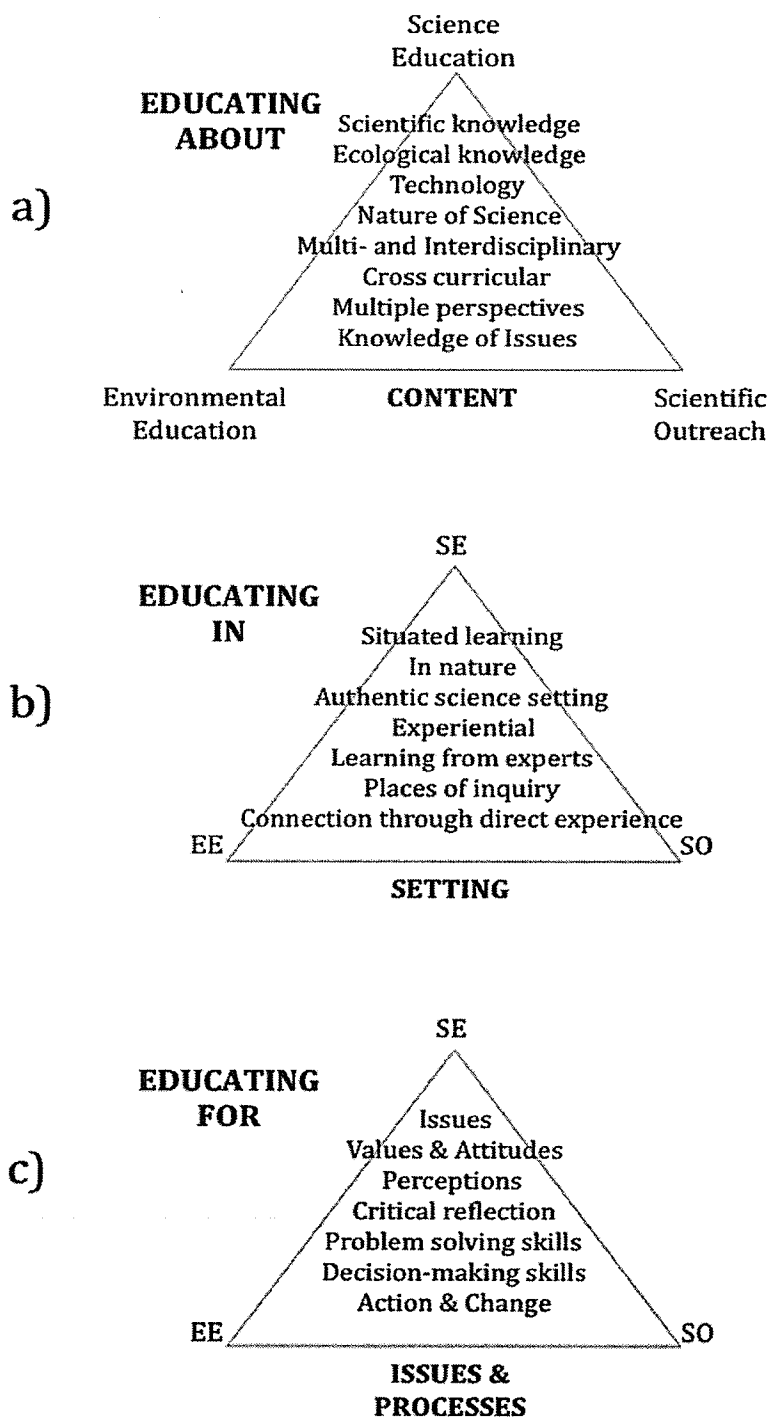 Science
Education
EDUCATING
ABOUT
Scientific knowledge
Ecological knowledge
Technology
a)
Nature of Science
Multi- and Interdisciplinary
Cross curricular
Multiple perspectives
Knowledge of Issues
Environmental
Education
CONTENT
Scientific
Outreach
SE
EDUCATING
IN
Situated learning
In nature
b)
Authentic science setting
Experiential
Learning from experts
Places of inquiry
Connection through direct experience
EE
SO
SETTING
SE
EDUCATING
FOR
Issues
Values & Attitudes
c)
Perceptions
Critical reflection
Problem solving skills
Decision-making skills
Action & Change
EE
SO
ISSUES &
PROCESSES